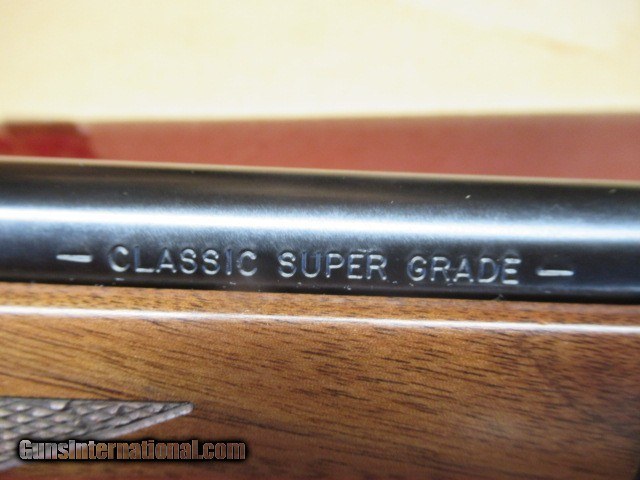 — CLASSIC SUPER GRADE —
GunsInternational.com